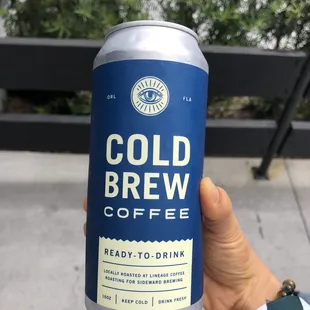 ORL FLA
COLD
BREW
COFFEE
READY-TO-DRINK
LOCALLY ROASTED AT LINEAGE COFFEE
ROASTING FOR SIDEWARD BREWING
16OZ | KEEP COLD | DRINK FRESH